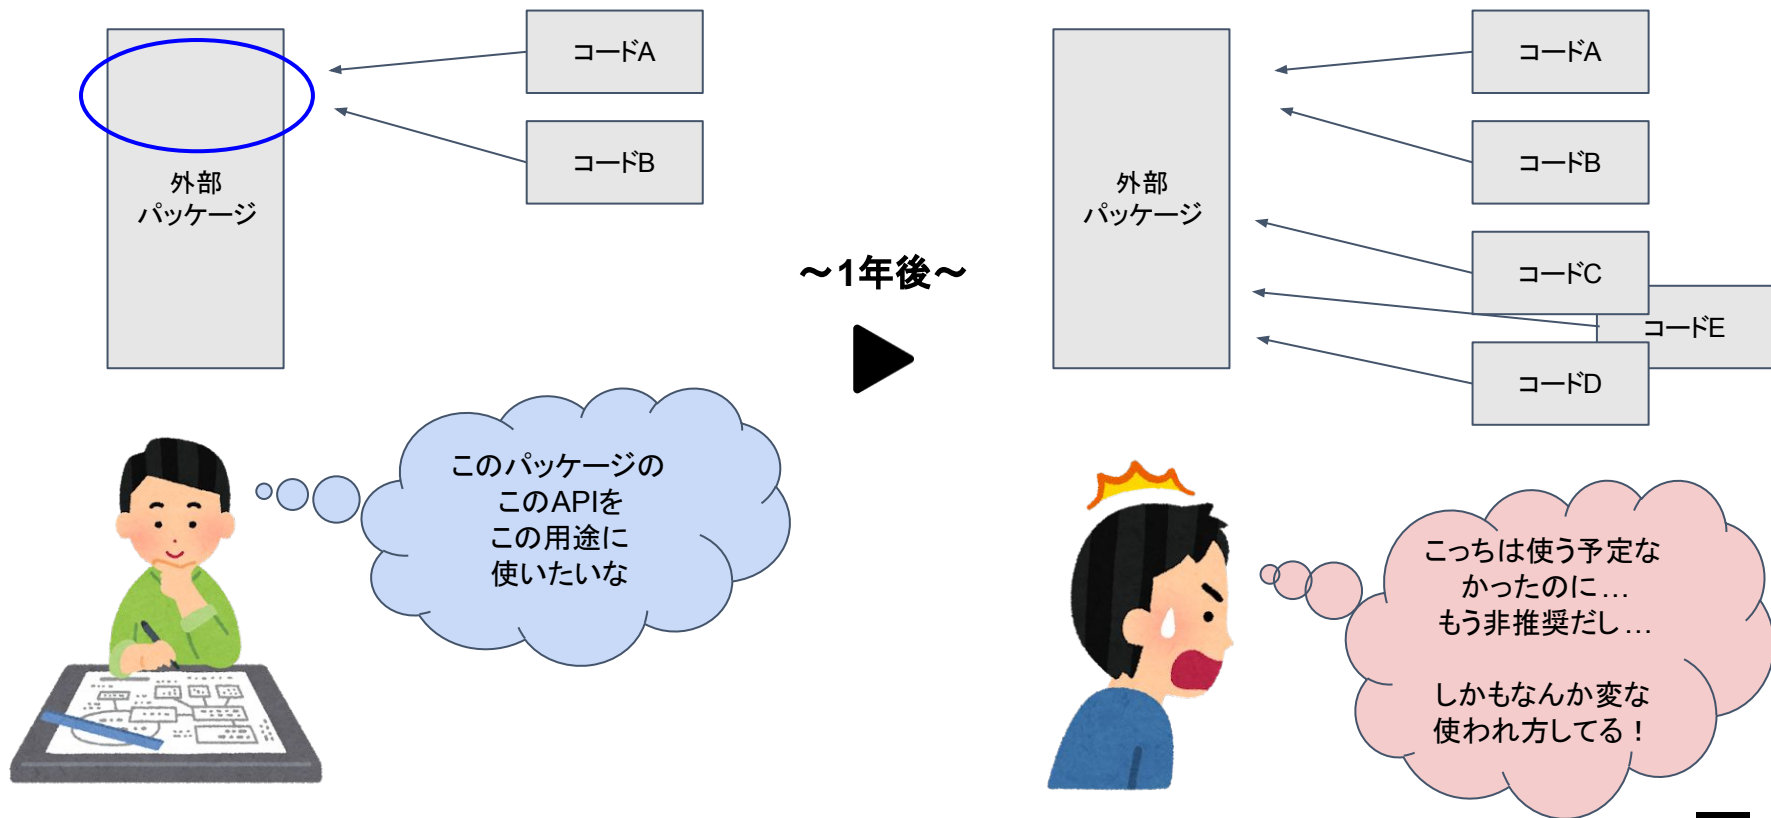 コードA
コードB
外部
パッケージ
このパッケージの
このAPIを
この用途に
使いたいな
～1年後～
コードA
コードB
外部
パッケージ
コードC
コードE
コードD
こっちは使う予定な
かったのに…
もう非推奨だし…
しかもなんか変な
使われ方してる！